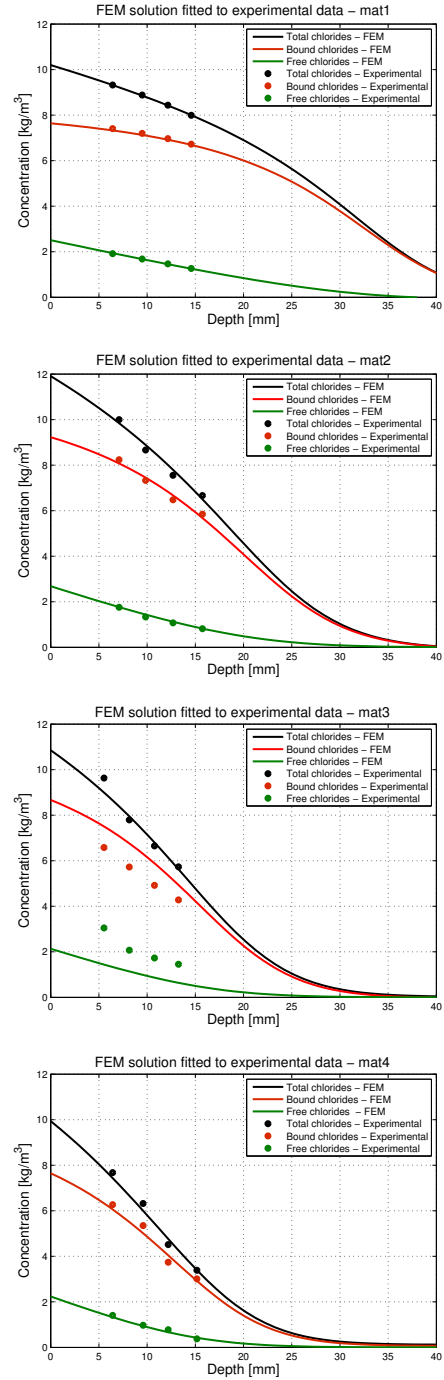 FEM solution fitted to experimental data − mat1
Concentration [kg/m³]
12
10
8
6
4
2
0
Total chlorides − FEM
Bound chlorides − FEM
Free chlorides − FEM
Total chlorides − Experimental
Bound chlorides − Experimental
Free chlorides − Experimental
0 5 10 15 20 25 30 35 40
Depth [mm]
FEM solution fitted to experimental data − mat2
Concentration [kg/m³]
12
10
8
6
4
2
0
Total chlorides − FEM
Bound chlorides − FEM
Free chlorides − FEM
Total chlorides − Experimental
Bound chlorides − Experimental
Free chlorides − Experimental
0 5 10 15 20 25 30 35 40
Depth [mm]
FEM solution fitted to experimental data − mat3
Concentration [kg/m³]
12
10
8
6
4
2
0
Total chlorides − FEM
Bound chlorides − FEM
Free chlorides − FEM
Total chlorides − Experimental
Bound chlorides − Experimental
Free chlorides − Experimental
0 5 10 15 20 25 30 35 40
Depth [mm]
FEM solution fitted to experimental data − mat4
Concentration [kg/m³]
12
10
8
6
4
2
0
Total chlorides − FEM
Bound chlorides − FEM
Free chlorides − FEM
Total chlorides − Experimental
Bound chlorides − Experimental
Free chlorides − Experimental
0 5 10 15 20 25 30 35 40
Depth [mm]